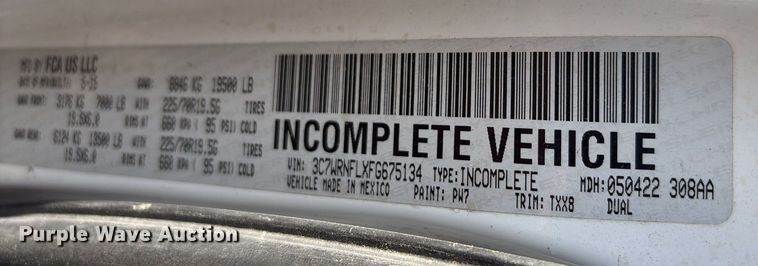 MFD BY FCA US LLC
GVWR: 8846 KG 19500 LB
GAWR FRONT: 3176 KG 7000 LB WITH 225/70R19.5G TIRES
19.5X6.0 RIMS AT 660 KPA ( 95 PSI) COLD
GAWR REAR: 6124 KG 13500 LB WITH 225/70R19.5G TIRES
19.5X6.0 RIMS AT 660 KPA ( 95 PSI) COLD
INCOMPLETE VEHICLE
VIN: 3C7WRNFLXFG675134 TYPE: INCOMPLETE MDH: 050422 308AA
VEHICLE MADE IN MEXICO PAINT: PW7 TRIM: TXX8 DUAL
Purple Wave Auction